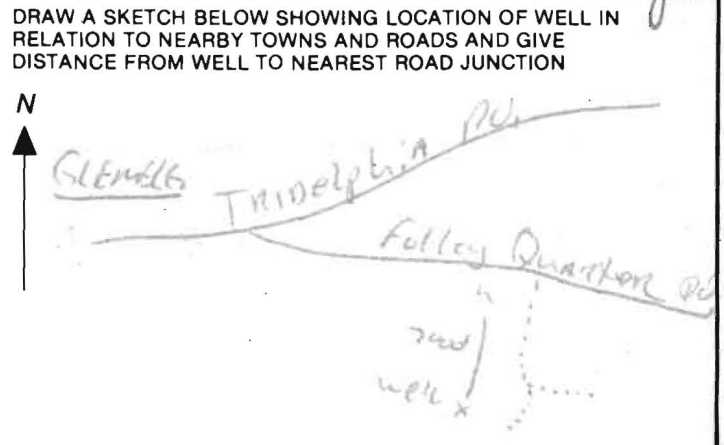 DRAW A SKETCH BELOW SHOWING LOCATION OF WELL IN
RELATION TO NEARBY TOWNS AND ROADS AND GIVE
DISTANCE FROM WELL TO NEAREST ROAD JUNCTION
N
GLENELG
TRIDelphiA RD.
Folley QuArter RD
well x